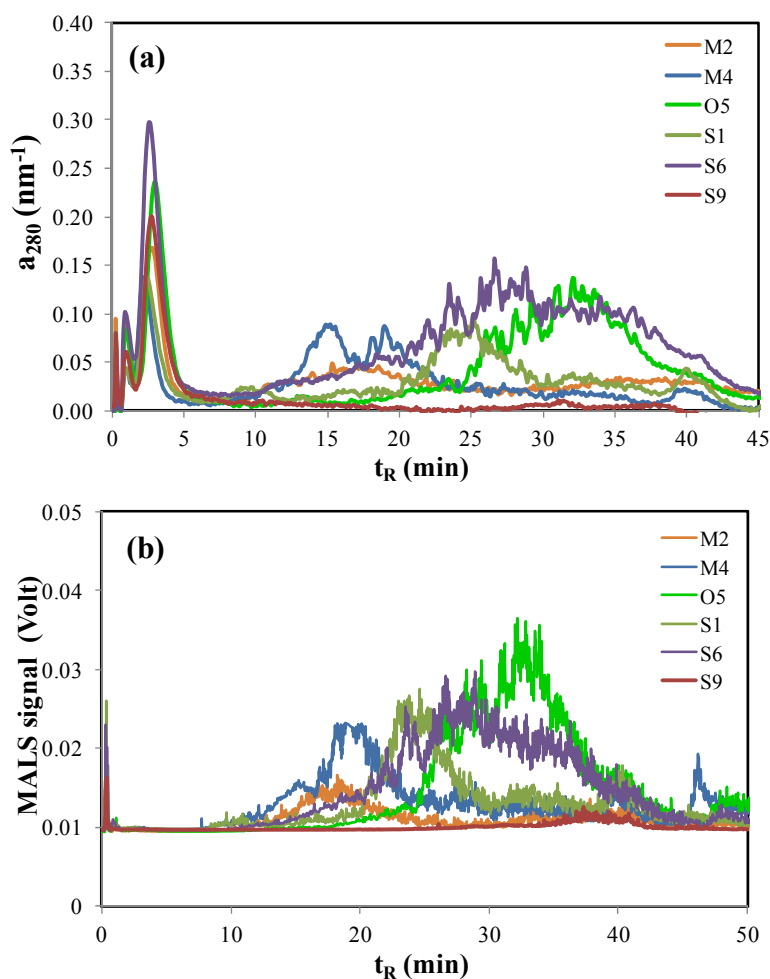 0.40
(a)
M2
0.35
M4
0.30
O5
S1
0.25
S6
0.20
S9
0.15
0.10
0.05
0.00
0 5 10 15 20 25 30 35 40 45
a280 (nm-1)
tR (min)
0.05
(b)
M2
M4
0.04
O5
S1
S6
0.03
S9
0.02
0.01
0
0 10 20 30 40 50
MALS signal (Volt)
tR (min)